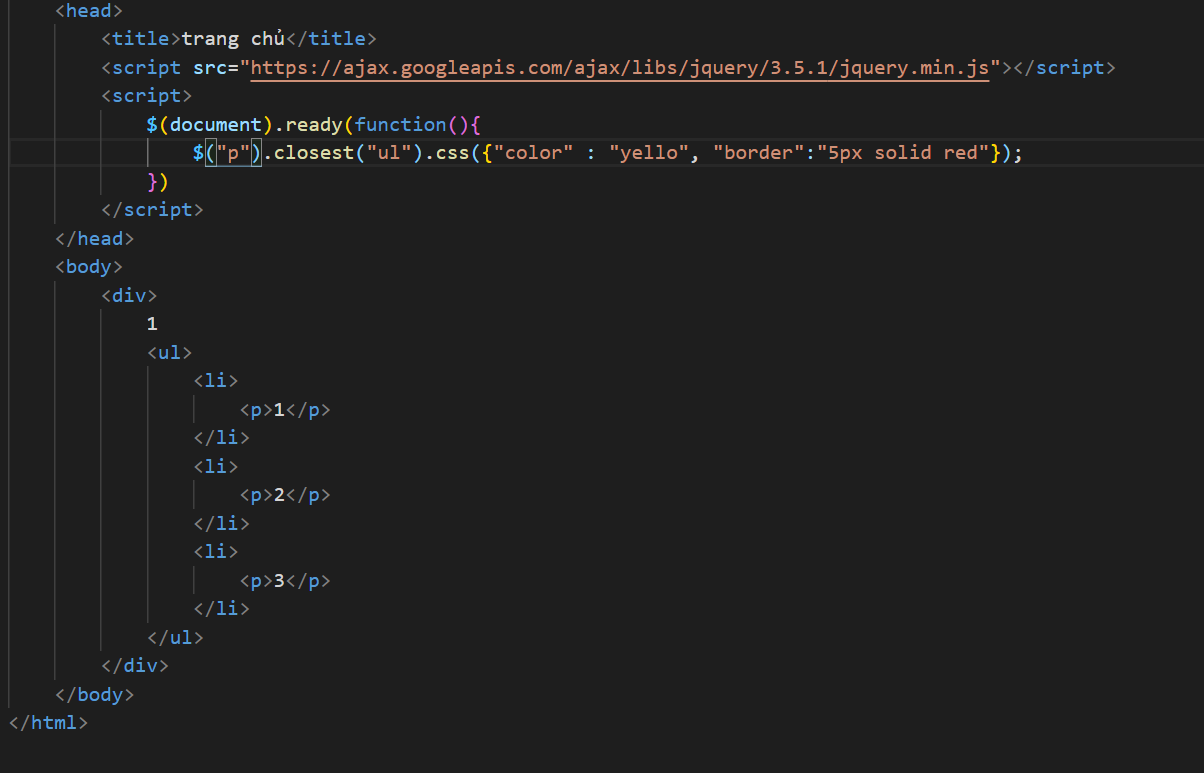 <head>
<title>trang chủ</title>
<script src="https://ajax.googleapis.com/ajax/libs/jquery/3.5.1/jquery.min.js"></script>
<script>
$(document).ready(function(){
$("p").closest("ul").css({"color" : "yello", "border":"5px solid red"});
})
</script>
</head>
<body>
<div>
1
<ul>
<li>
<p>1</p>
</li>
<li>
<p>2</p>
</li>
<li>
<p>3</p>
</li>
</ul>
</div>
</body>
</html>